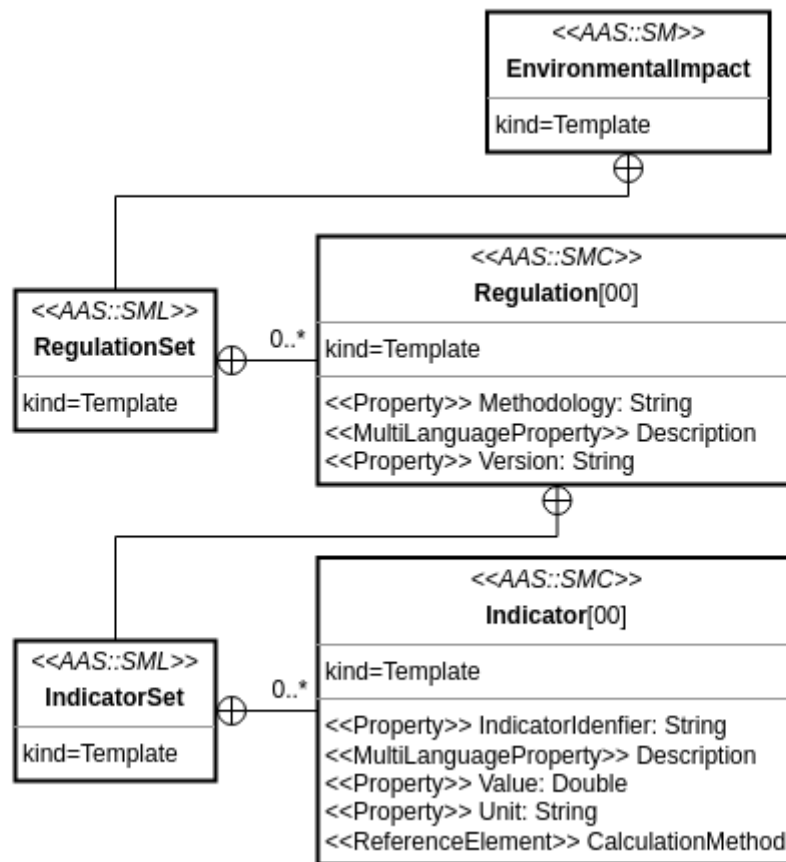 <<AAS::SM>>
EnvironmentalImpact
kind=Template
<<AAS::SMC>>
Regulation[00]
kind=Template
<<Property>> Methodology: String
<<MultiLanguageProperty>> Description
<<Property>> Version: String
<<AAS::SML>>
RegulationSet
kind=Template
0..*
<<AAS::SMC>>
Indicator[00]
kind=Template
<<Property>> IndicatorIdenfier: String
<<MultiLanguageProperty>> Description
<<Property>> Value: Double
<<Property>> Unit: String
<<ReferenceElement>> CalculationMethod
<<AAS::SML>>
IndicatorSet
kind=Template
0..*